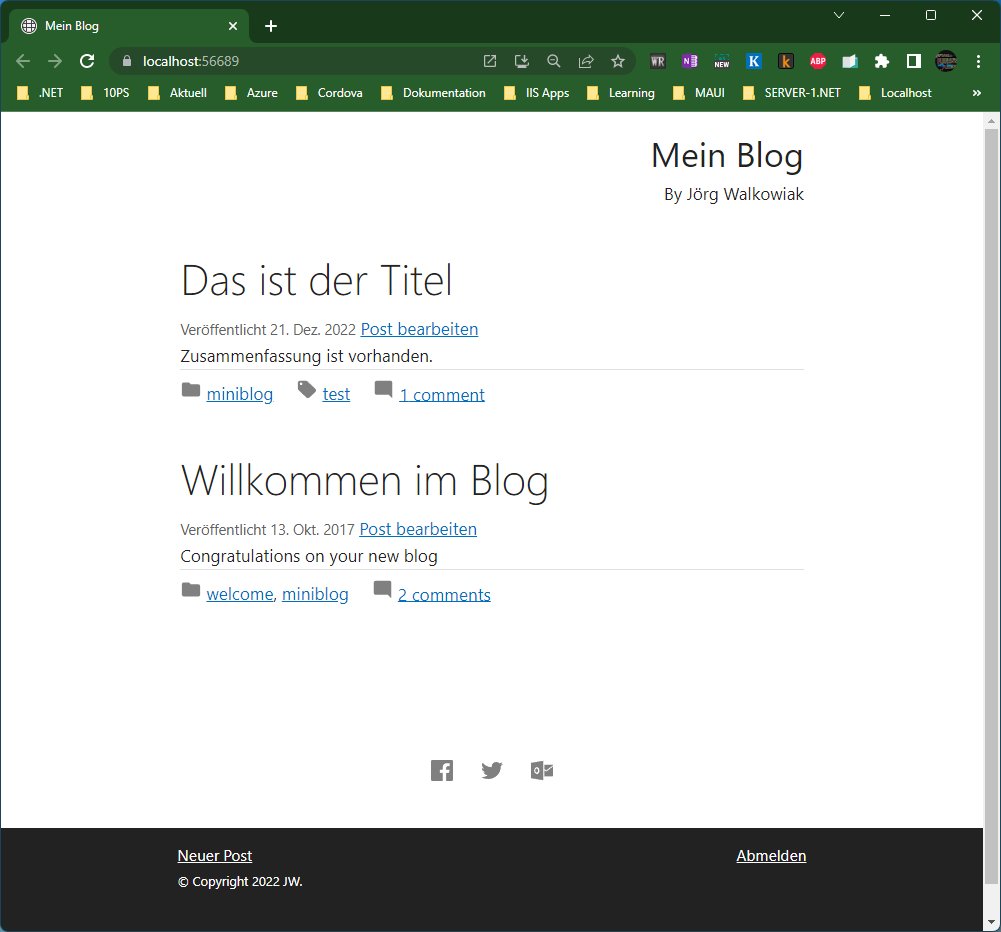 Mein Blog
localhost:56689
WR N NEW K k ABP
.NET 10PS Aktuell Azure Cordova Dokumentation IIS Apps Learning MAUI SERVER-1.NET Localhost »
Mein Blog
By Jörg Walkowiak
Das ist der Titel
Veröffentlicht 21. Dez. 2022 Post bearbeiten
Zusammenfassung ist vorhanden.
miniblog test 1 comment
Willkommen im Blog
Veröffentlicht 13. Okt. 2017 Post bearbeiten
Congratulations on your new blog
welcome, miniblog 2 comments
Neuer Post Abmelden
© Copyright 2022 JW.